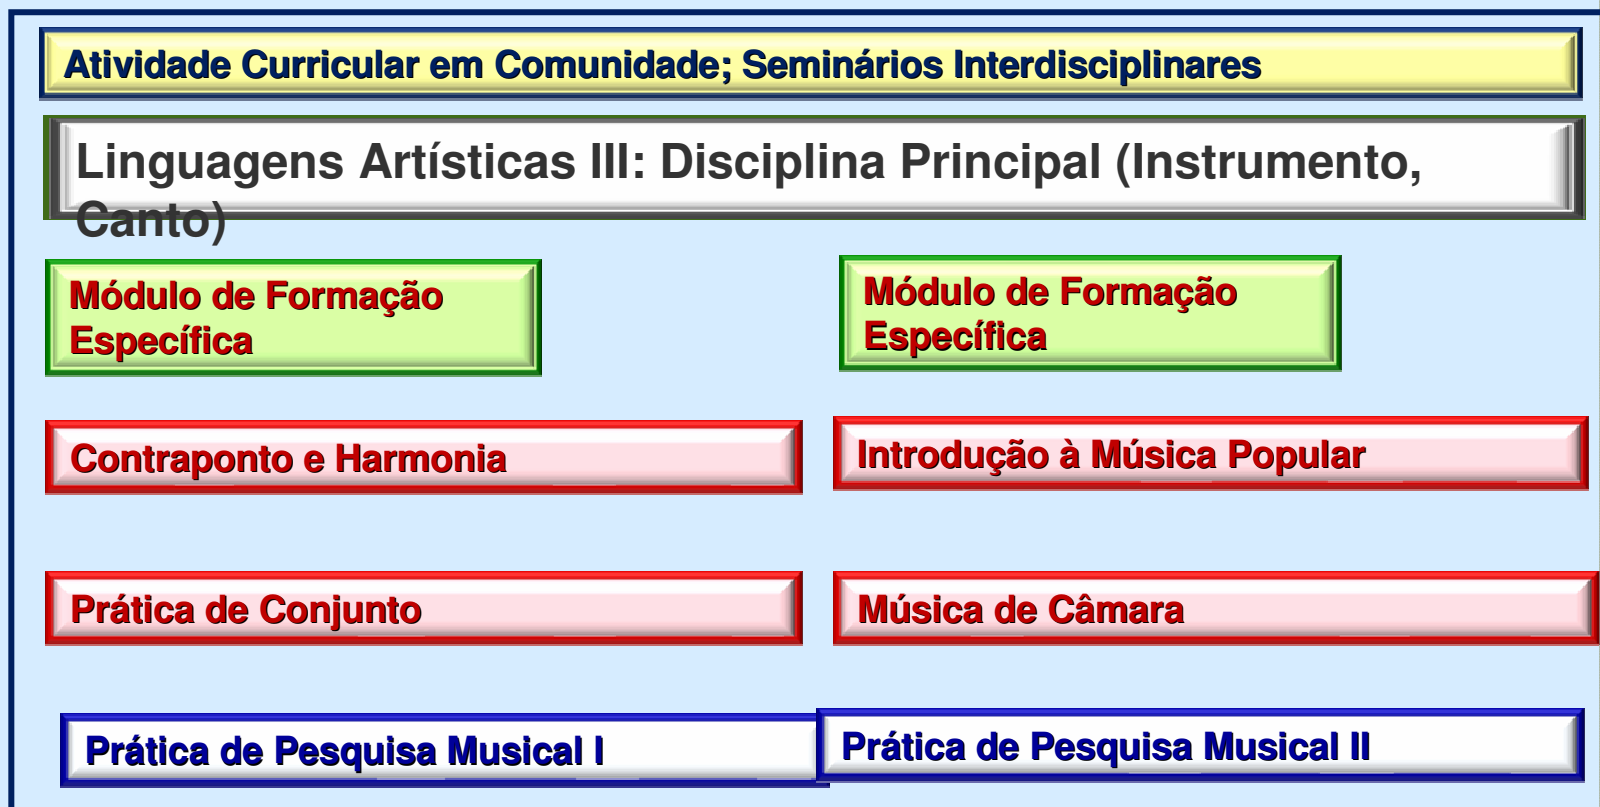 Atividade Curricular em Comunidade; Seminários Interdisciplinares
Linguagens Artísticas III: Disciplina Principal (Instrumento,
Canto)
Módulo de Formação
Específica
Módulo de Formação
Específica
Contraponto e Harmonia
Introdução à Música Popular
Prática de Conjunto
Música de Câmara
Prática de Pesquisa Musical I
Prática de Pesquisa Musical II